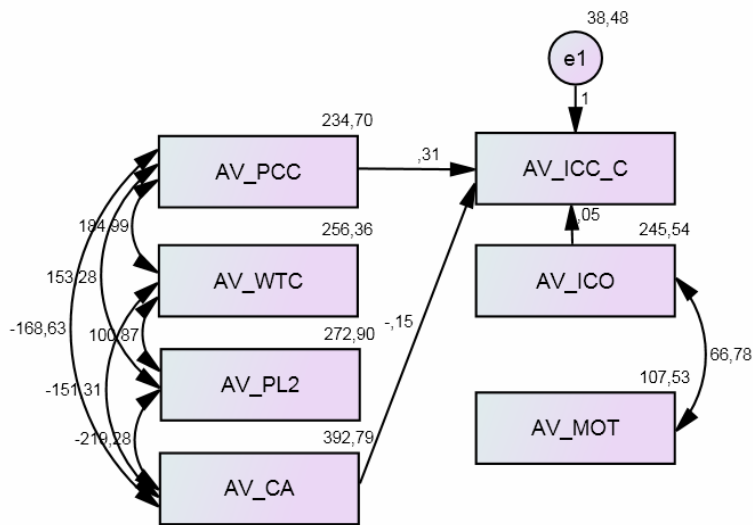 38,48
e1
1
234,70
AV_PCC
,31
AV_ICC_C
184,99
256,36
,05
245,54
AV_WTC
AV_ICO
153,28
-168,63
100,87
272,90
-,15
66,78
-151,31
AV_PL2
107,53
-219,28
392,79
AV_MOT
AV_CA